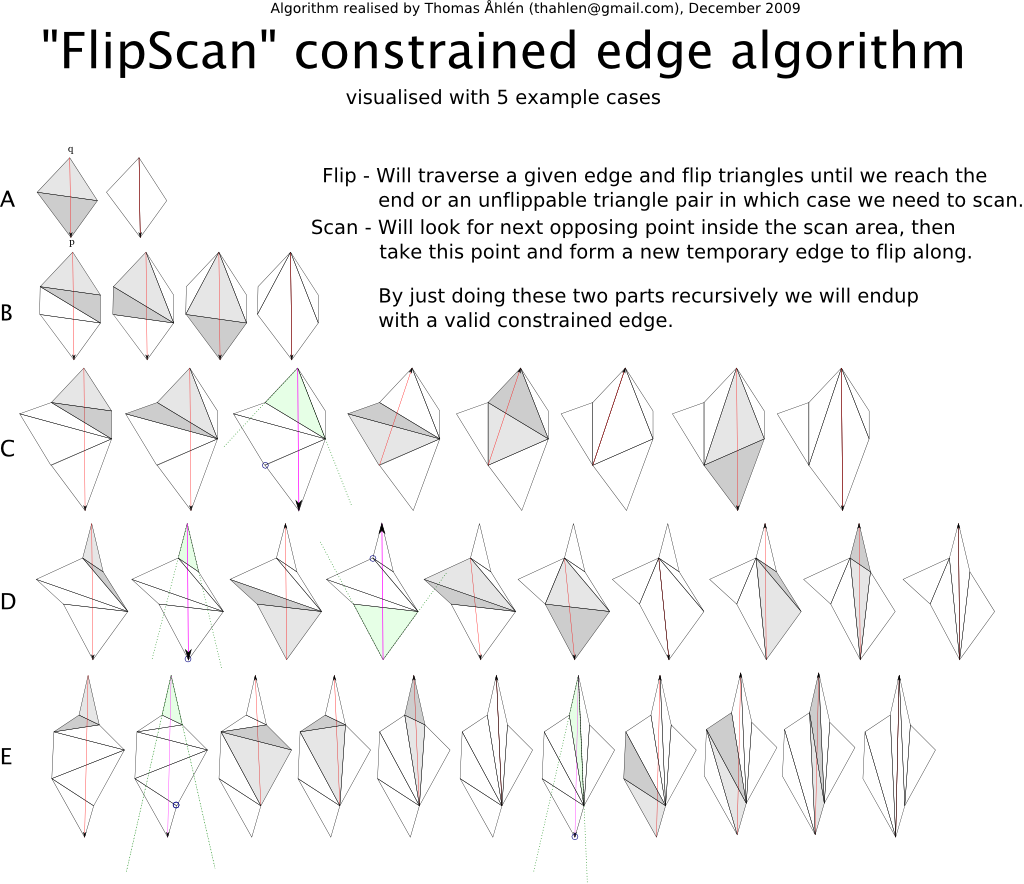 Algorithm realised by Thomas Åhlén (thahlen@gmail.com), December 2009
"FlipScan" constrained edge algorithm
visualised with 5 example cases
q
A
p
Flip - Will traverse a given edge and flip triangles until we reach the
end or an unflippable triangle pair in which case we need to scan.
Scan - Will look for next opposing point inside the scan area, then
take this point and form a new temporary edge to flip along.
By just doing these two parts recursively we will endup
with a valid constrained edge.
B
C
D
E